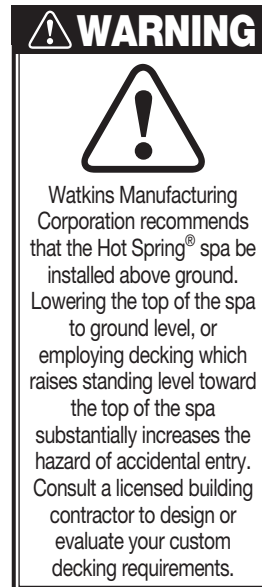 WARNING
Watkins Manufacturing
Corporation recommends
that the Hot Spring® spa be
installed above ground.
Lowering the top of the spa
to ground level, or
employing decking which
raises standing level toward
the top of the spa
substantially increases the
hazard of accidental entry.
Consult a licensed building
contractor to design or
evaluate your custom
decking requirements.